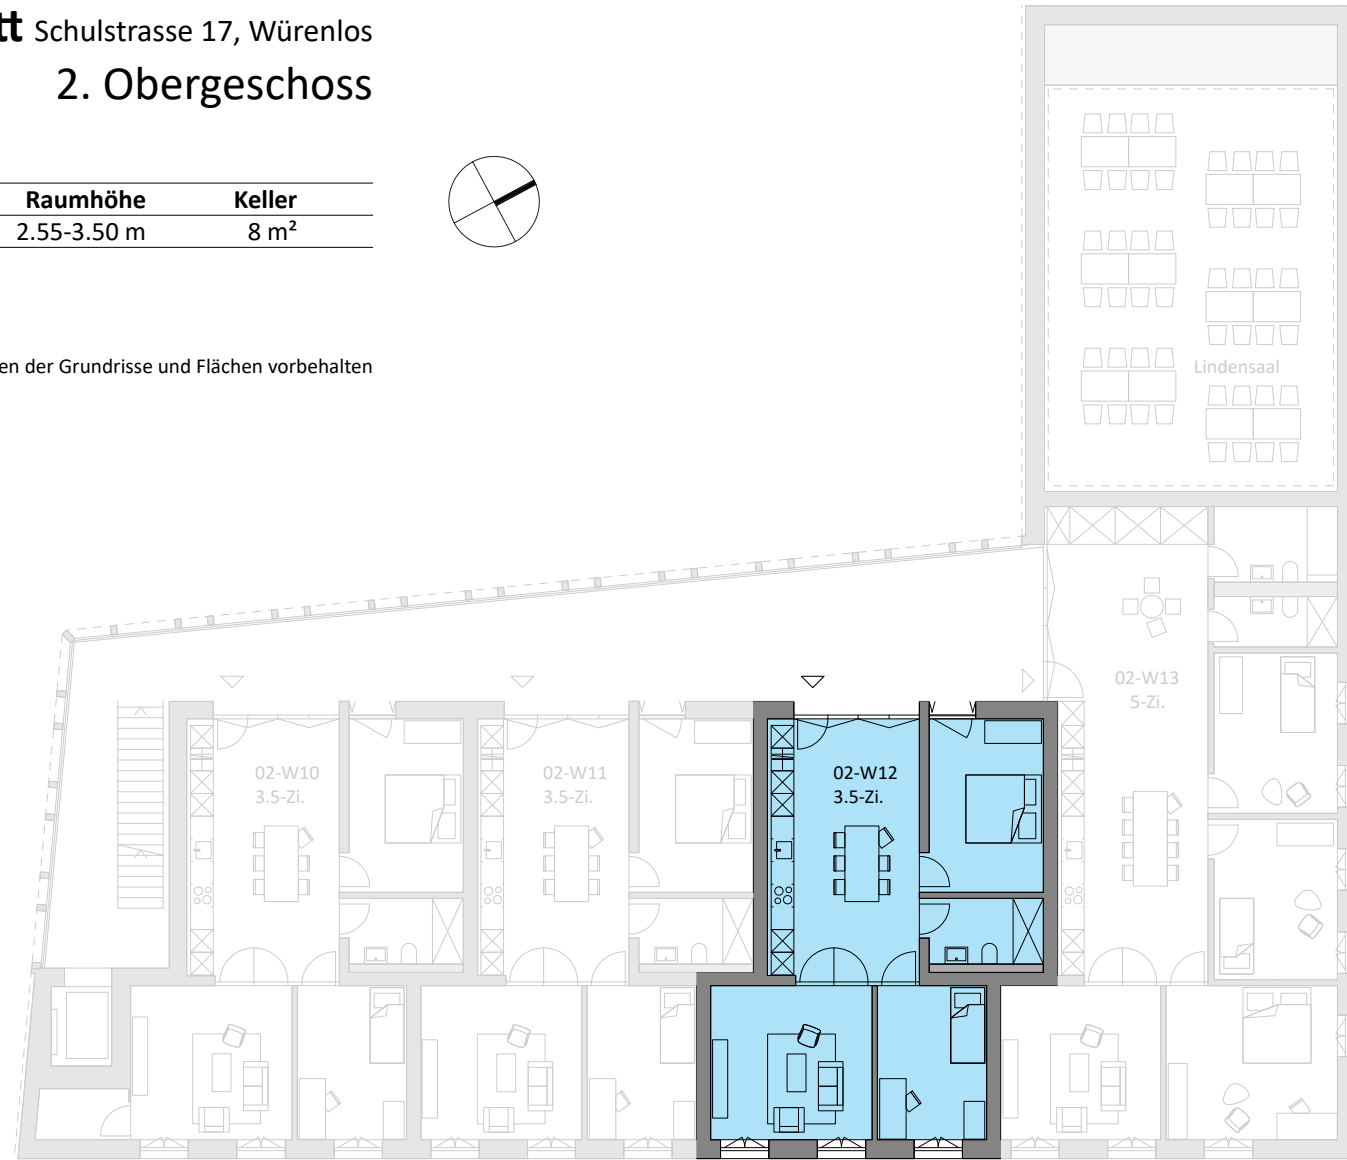 tt Schulstrasse 17, Würenlos
2. Obergeschoss
Raumhöhe Keller
2.55-3.50 m 8 m²
en der Grundrisse und Flächen vorbehalten
Lindensaal
02-W13
5-Zi.
02-W10
3.5-Zi.
02-W11
3.5-Zi.
02-W12
3.5-Zi.